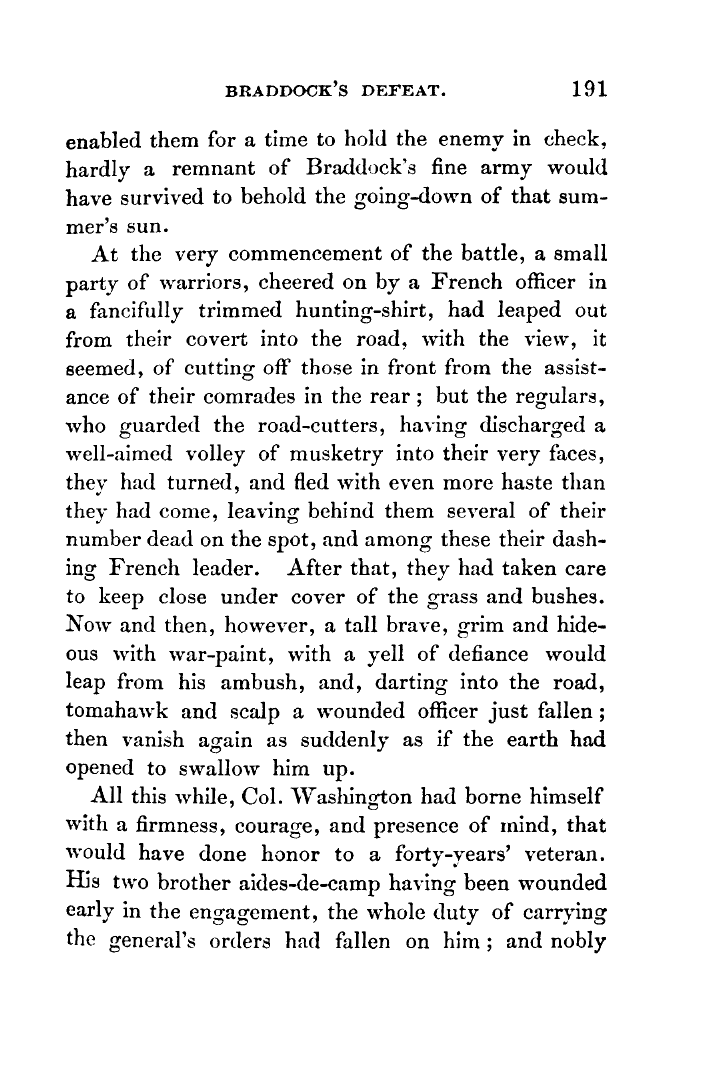 BRADDOCK'S DEFEAT. 191
enabled them for a time to hold the enemy in check,
hardly a remnant of Braddock's fine army would
have survived to behold the going-down of that sum-
mer's sun.
At the very commencement of the battle, a small
party of warriors, cheered on by a French officer in
a fancifully trimmed hunting-shirt, had leaped out
from their covert into the road, with the view, it
seemed, of cutting off those in front from the assist-
ance of their comrades in the rear; but the regulars,
who guarded the road-cutters, having discharged a
well-aimed volley of musketry into their very faces,
they had turned, and fled with even more haste than
they had come, leaving behind them several of their
number dead on the spot, and among these their dash-
ing French leader. After that, they had taken care
to keep close under cover of the grass and bushes.
Now and then, however, a tall brave, grim and hide-
ous with war-paint, with a yell of defiance would
leap from his ambush, and, darting into the road,
tomahawk and scalp a wounded officer just fallen;
then vanish again as suddenly as if the earth had
opened to swallow him up.
All this while, Col. Washington had borne himself
with a firmness, courage, and presence of mind, that
would have done honor to a forty-years' veteran.
His two brother aides-de-camp having been wounded
early in the engagement, the whole duty of carrying
the general's orders had fallen on him; and nobly